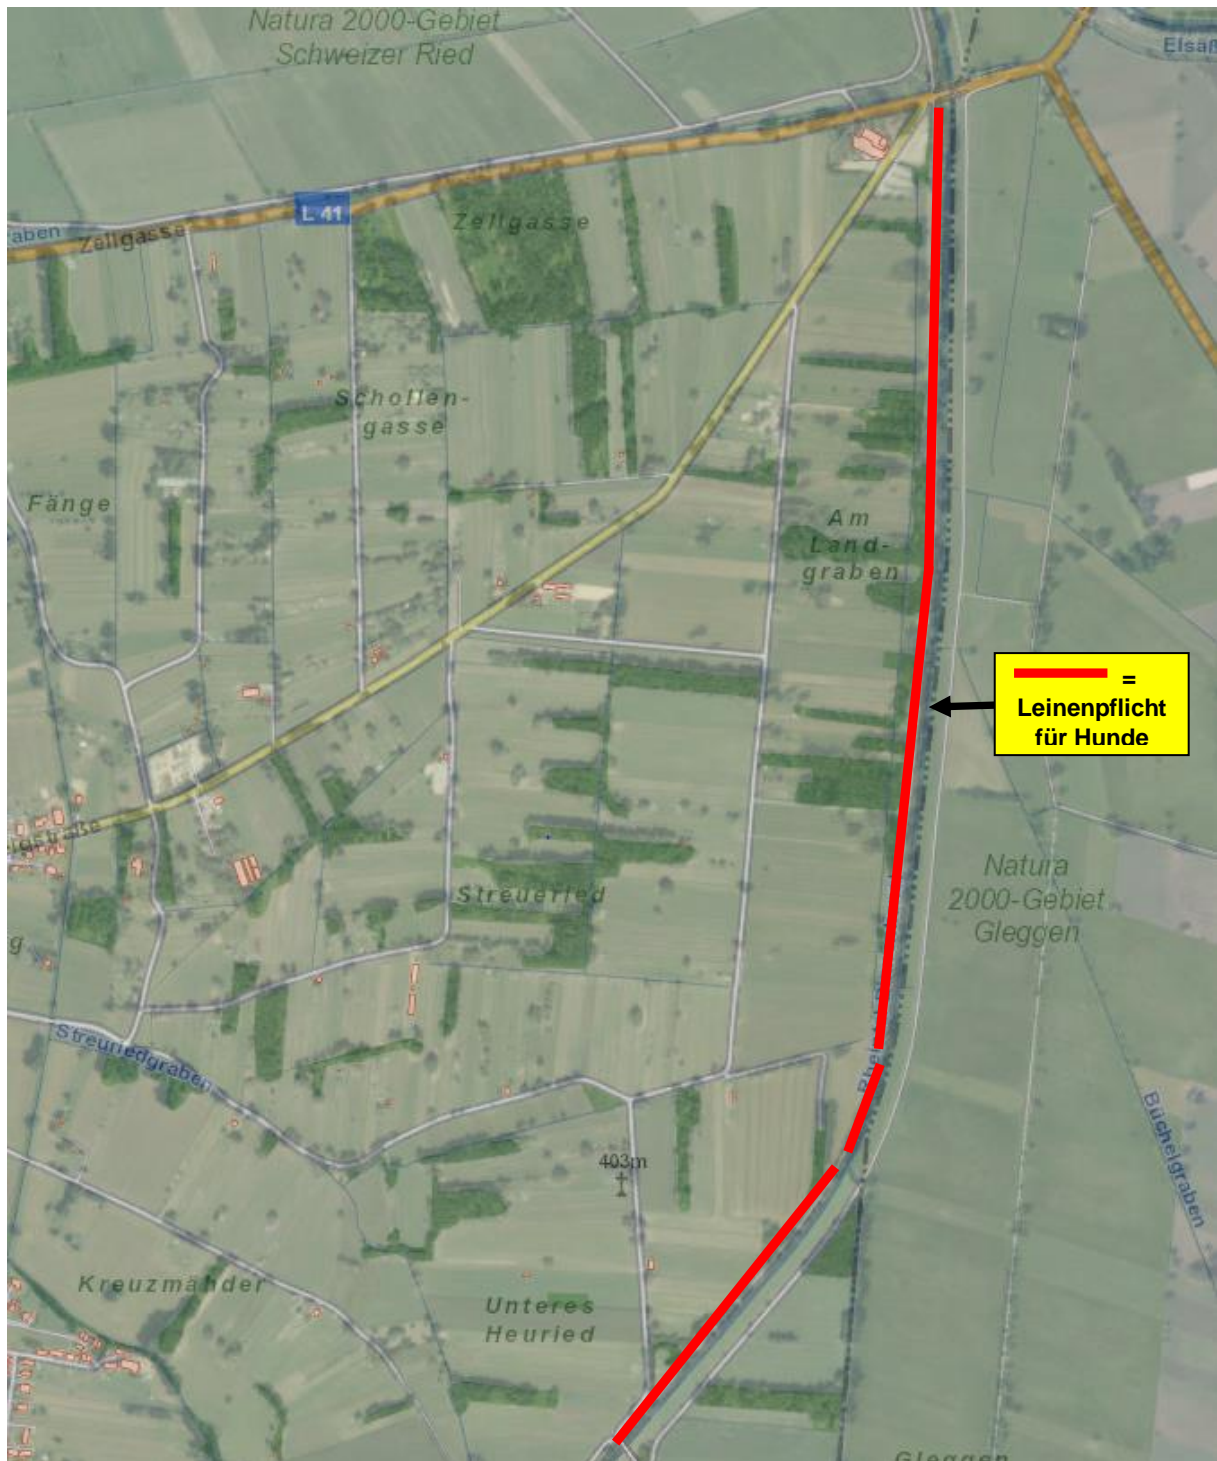 Natura 2000-Gebiet
Schweizer Ried
Elsaß
L 41
Zellgasse
graben
Zellgasse
Schollen-
gasse
Fänge
Am
Land-
graben
=
Leinenpflicht
für Hunde
Natura
2000-Gebiet
Gleggen
Streueried
Streuriedgraben
Büchelgraben
403m
Kreuzmähder
Unteres
Heuried
Gleggen